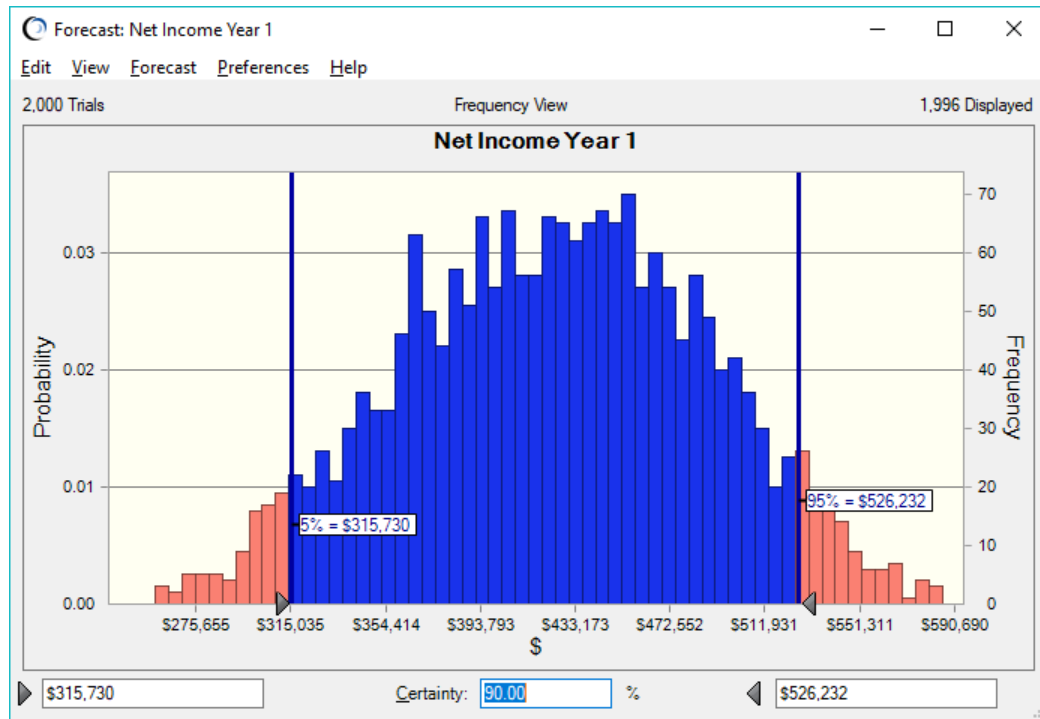 Forecast: Net Income Year 1
Edit View Forecast Preferences Help
2,000 Trials Frequency View 1,996 Displayed
Net Income Year 1
Probability
0.03
0.02
0.01
0.00
70
60
50
40
30
20
10
0
Frequency
5% = $315,730
95% = $526,232
$275,655 $315,035 $354,414 $393,793 $433,173 $472,552 $511,931 $551,311 $590,690
$
$315,730 Certainty: 90.00 % $526,232